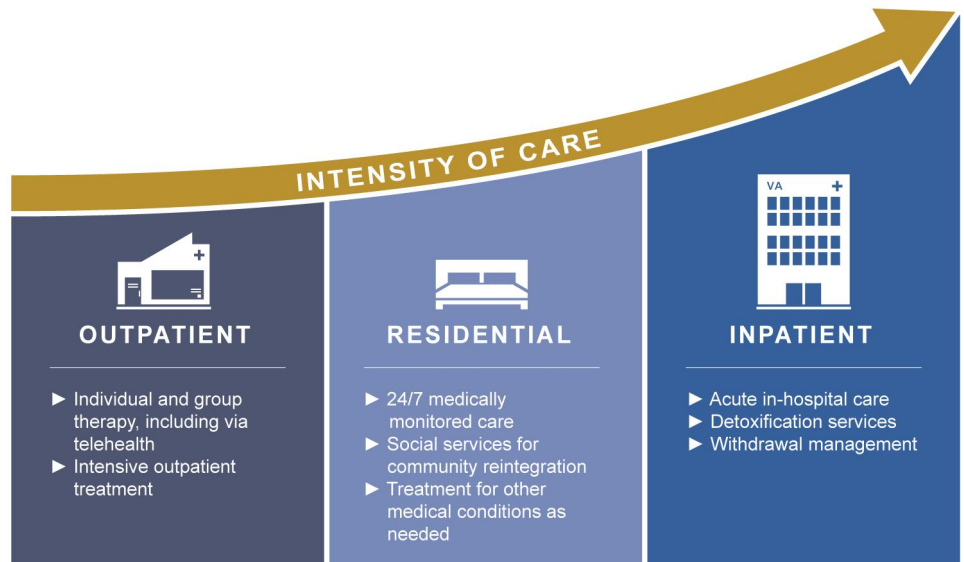 INTENSITY OF CARE
OUTPATIENT
► Individual and group
therapy, including via
telehealth
► Intensive outpatient
treatment
RESIDENTIAL
► 24/7 medically
monitored care
► Social services for
community reintegration
► Treatment for other
medical conditions as
needed
VA +
INPATIENT
► Acute in-hospital care
► Detoxification services
► Withdrawal management